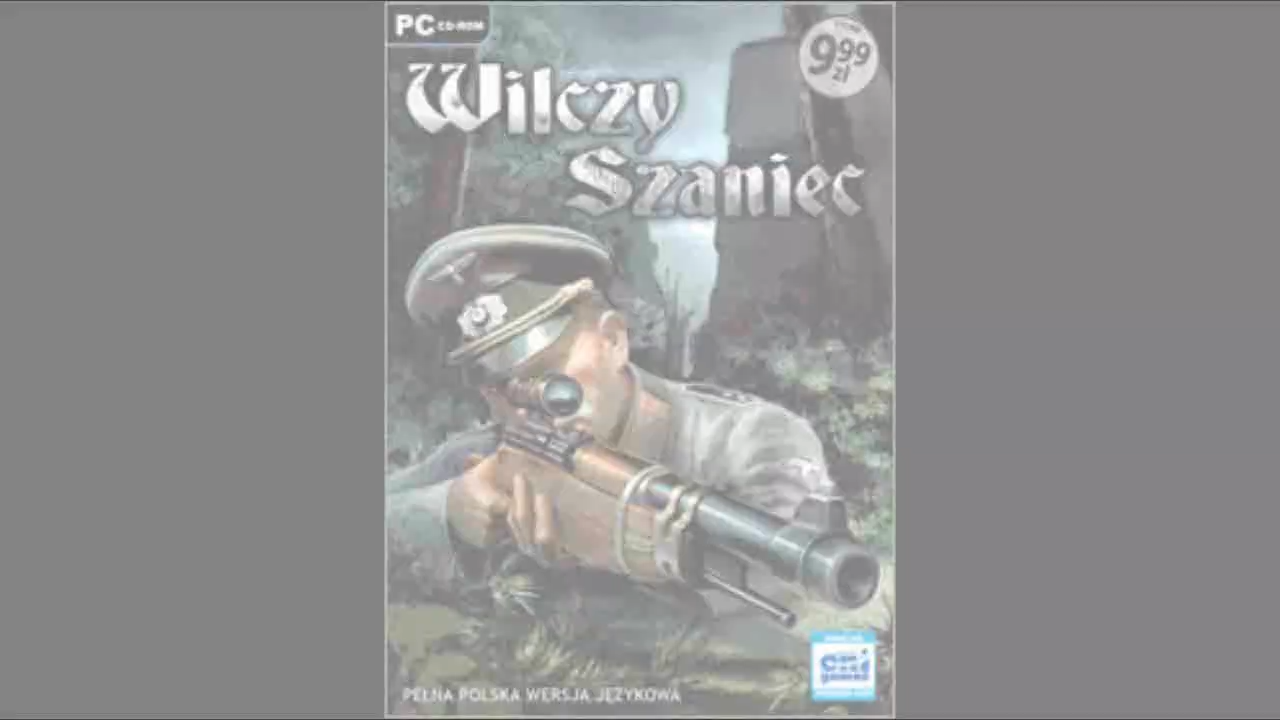 PC CD-ROM
9,99
zł
Wilczy
Szaniec
PEŁNA POLSKA WERSJA JĘZYKOWA